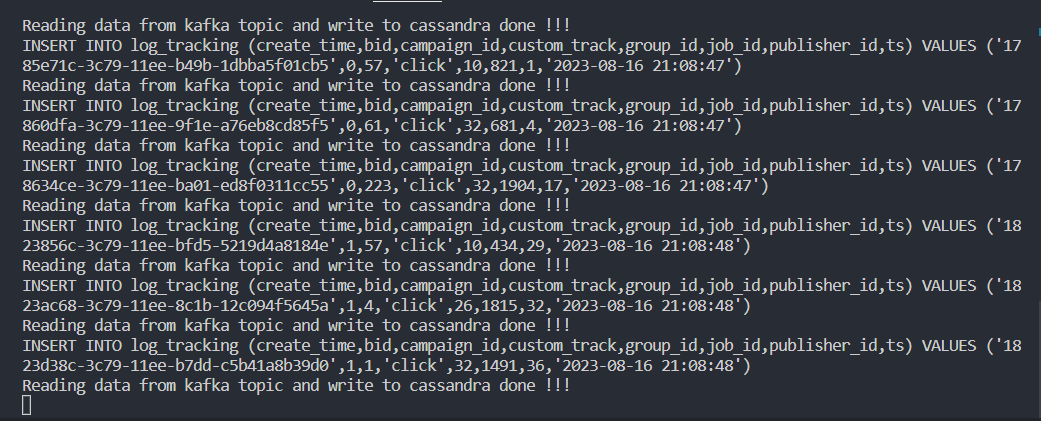 Reading data from kafka topic and write to cassandra done !!!
INSERT INTO log_tracking (create_time,bid,campaign_id,custom_track,group_id,job_id,publisher_id,ts) VALUES ('17
85e71c-3c79-11ee-b49b-1dbba5f01cb5',0,57,'click',10,821,1,'2023-08-16 21:08:47')
Reading data from kafka topic and write to cassandra done !!!
INSERT INTO log_tracking (create_time,bid,campaign_id,custom_track,group_id,job_id,publisher_id,ts) VALUES ('17
860dfa-3c79-11ee-9f1e-a76eb8cd85f5',0,61,'click',32,681,4,'2023-08-16 21:08:47')
Reading data from kafka topic and write to cassandra done !!!
INSERT INTO log_tracking (create_time,bid,campaign_id,custom_track,group_id,job_id,publisher_id,ts) VALUES ('17
8634ce-3c79-11ee-ba01-ed8f0311cc55',0,223,'click',32,1904,17,'2023-08-16 21:08:47')
Reading data from kafka topic and write to cassandra done !!!
INSERT INTO log_tracking (create_time,bid,campaign_id,custom_track,group_id,job_id,publisher_id,ts) VALUES ('18
23856c-3c79-11ee-bfd5-5219d4a8184e',1,57,'click',10,434,29,'2023-08-16 21:08:48')
Reading data from kafka topic and write to cassandra done !!!
INSERT INTO log_tracking (create_time,bid,campaign_id,custom_track,group_id,job_id,publisher_id,ts) VALUES ('18
23ac68-3c79-11ee-8c1b-12c094f5645a',1,4,'click',26,1815,32,'2023-08-16 21:08:48')
Reading data from kafka topic and write to cassandra done !!!
INSERT INTO log_tracking (create_time,bid,campaign_id,custom_track,group_id,job_id,publisher_id,ts) VALUES ('18
23d38c-3c79-11ee-b7dd-c5b41a8b39d0',1,1,'click',32,1491,36,'2023-08-16 21:08:48')
Reading data from kafka topic and write to cassandra done !!!